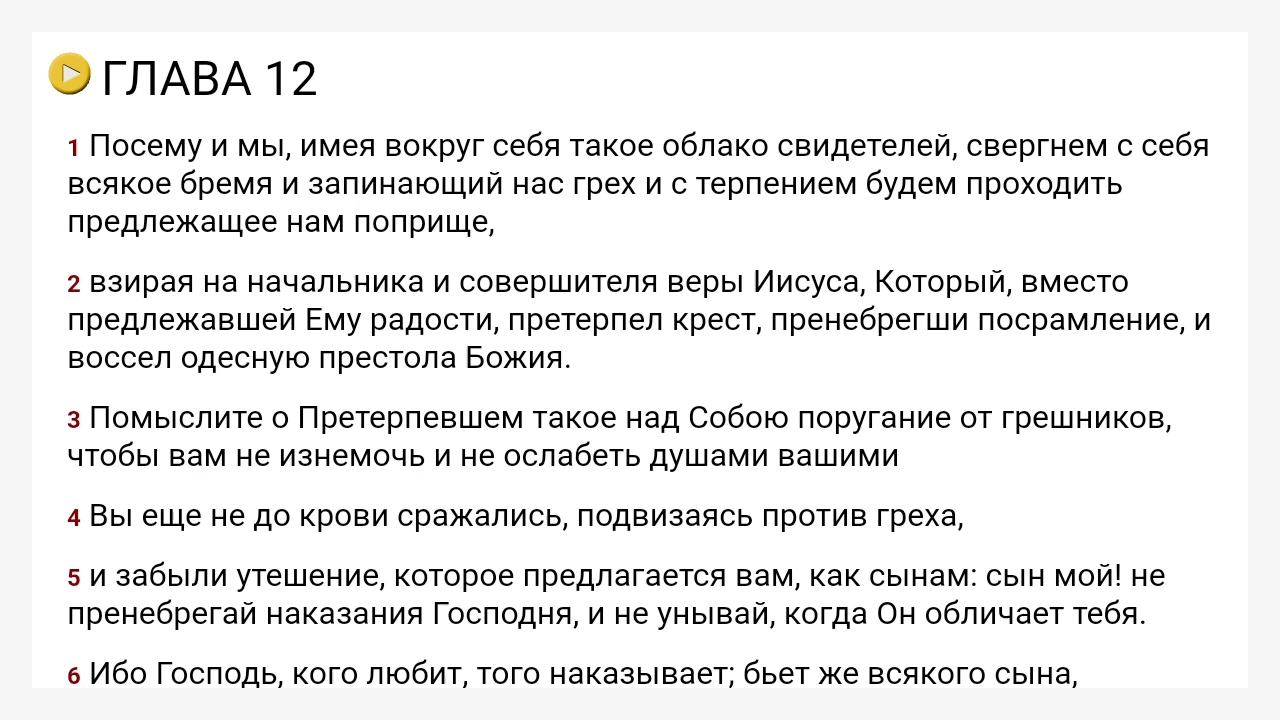 ГЛАВА 12
1 Посему и мы, имея вокруг себя такое облако свидетелей, свергнем с себя
всякое бремя и запинающий нас грех и с терпением будем проходить
предлежащее нам поприще,
2 взирая на начальника и совершителя веры Иисуса, Который, вместо
предлежавшей Ему радости, претерпел крест, пренебрегши посрамление, и
воссел одесную престола Божия.
3 Помыслите о Претерпевшем такое над Собою поругание от грешников,
чтобы вам не изнемочь и не ослабеть душами вашими
4 Вы еще не до крови сражались, подвизаясь против греха,
5 и забыли утешение, которое предлагается вам, как сынам: сын мой! не
пренебрегай наказания Господня, и не унывай, когда Он обличает тебя.
6 Ибо Господь, кого любит, того наказывает; бьет же всякого сына,